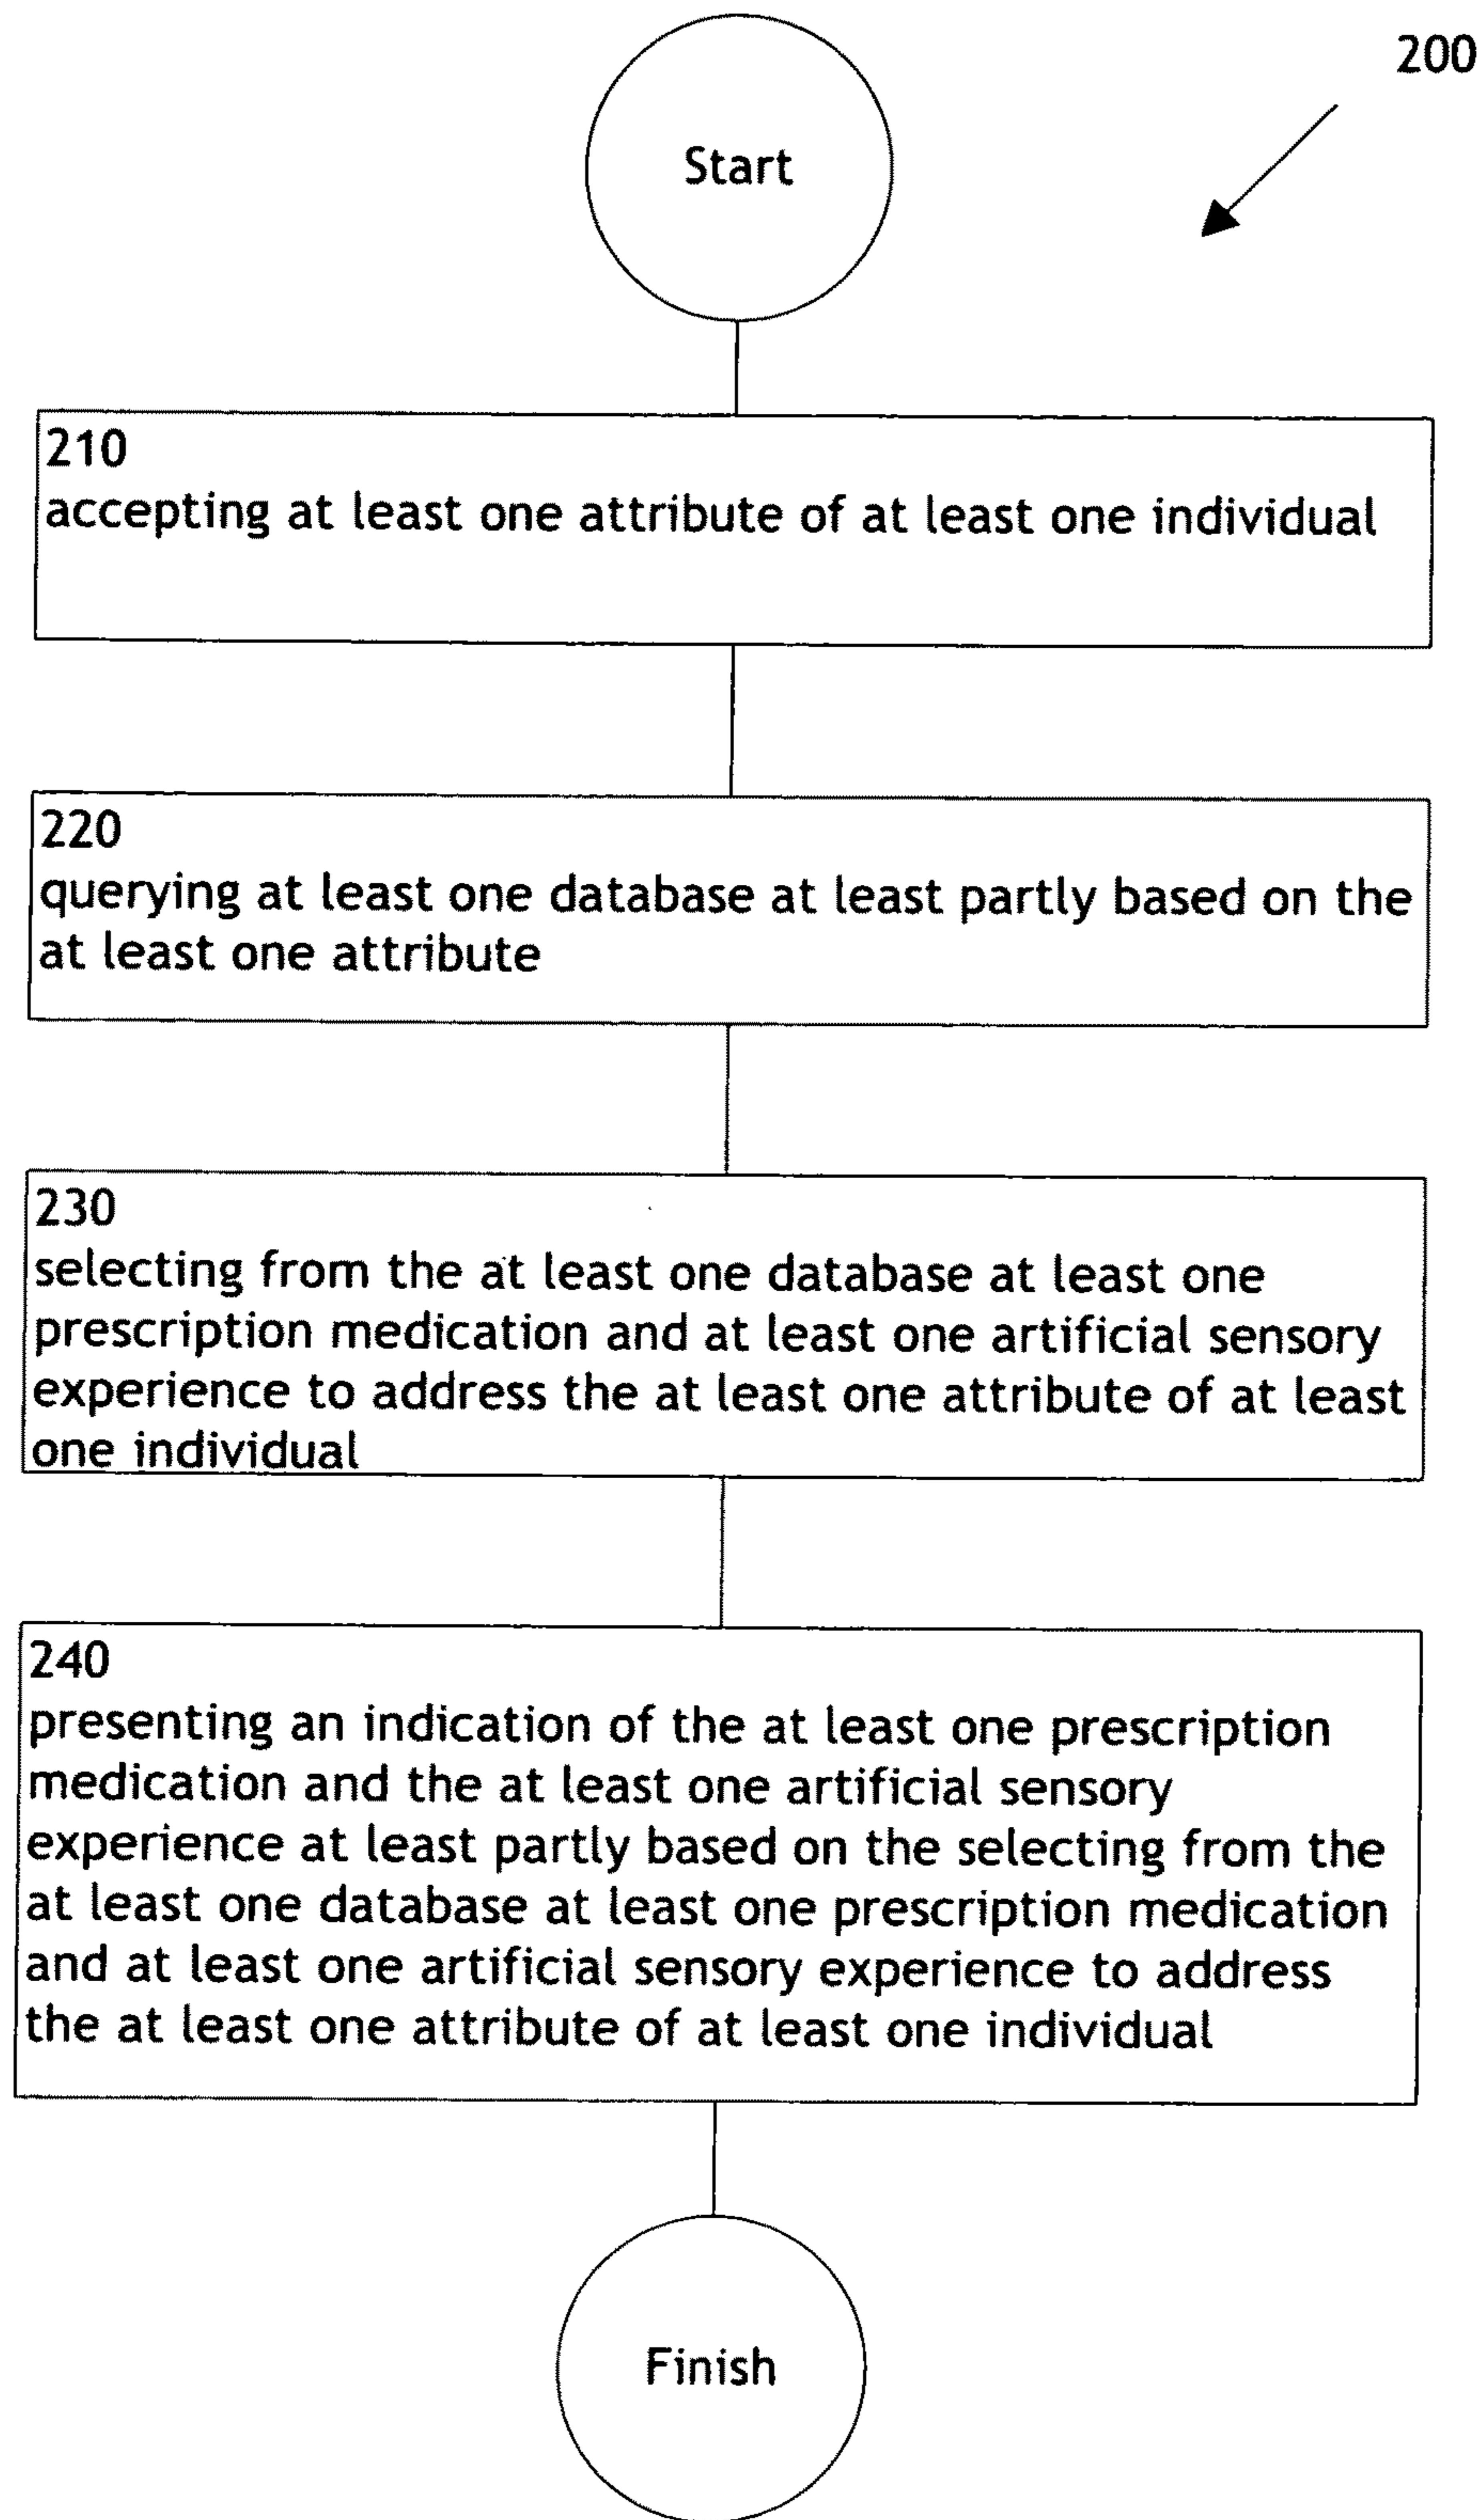 200
Start
210
accepting at least one attribute of at least one individual
220
querying at least one database at least partly based on the
at least one attribute
230
selecting from the at least one database at least one
prescription medication and at least one artificial sensory
experience to address the at least one attribute of at least
one individual
240
presenting an indication of the at least one prescription
medication and the at least one artificial sensory
experience at least partly based on the selecting from the
at least one database at least one prescription medication
and at least one artificial sensory experience to address
the at least one attribute of at least one individual
Finish